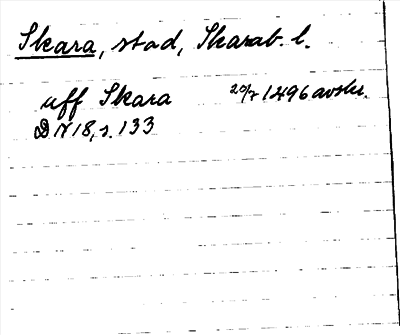 Skara, stad, Skarab. l.
uff Skara 20/7 1496 avskr.
DN 18, s. 133